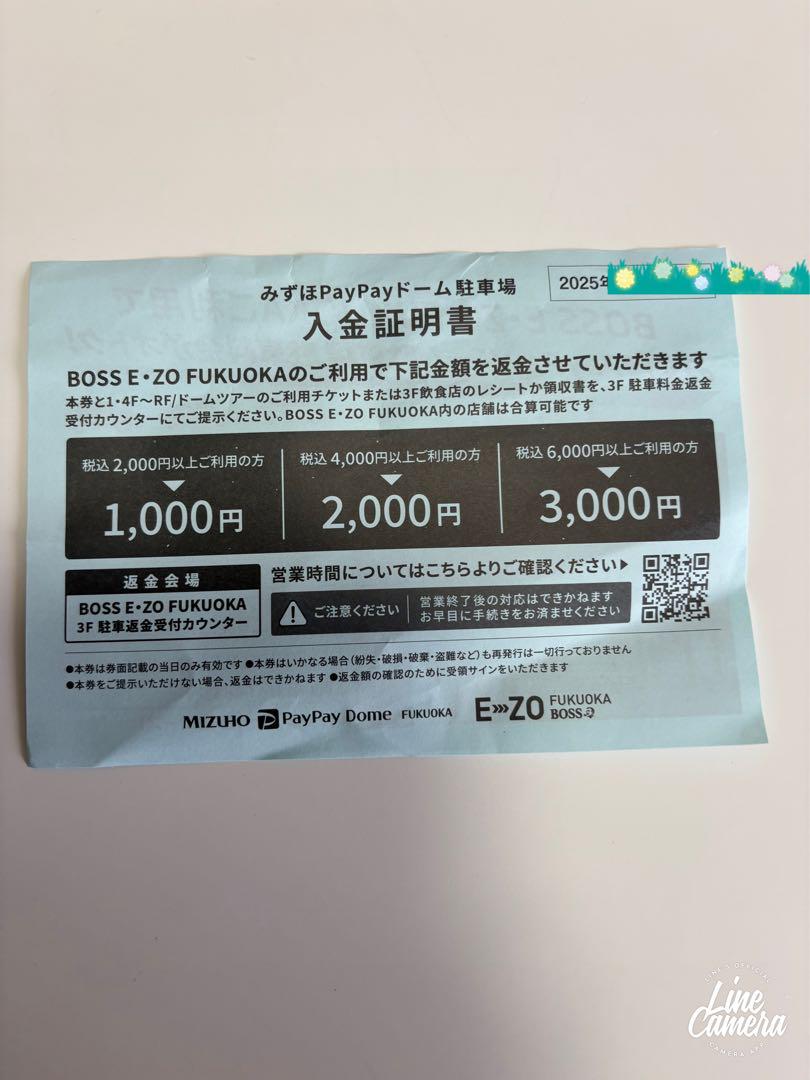 みずほPayPayドーム駐車場
2025年
入金証明書
BOSS E・ZO FUKUOKAのご利用で下記金額を返金させていただきます
本券と1・4F〜RF/ドームツアーのご利用チケットまたは3F飲食店のレシートか領収書を、3F 駐車料金返金
受付カウンターにてご提示ください。BOSS E・ZO FUKUOKA内の店舗は合算可能です
税込 2,000円以上ご利用の方
1,000円
税込 4,000円以上ご利用の方
2,000円
税込 6,000円以上ご利用の方
3,000円
返金会場
BOSS E・ZO FUKUOKA
3F 駐車返金受付カウンター
営業時間についてはこちらよりご確認ください▶
ご注意ください
営業終了後の対応はできかねます
お早目に手続きをお済ませください
●本券は券面記載の当日のみ有効です ●本券はいかなる場合（紛失・破損・破棄・盗難など）も再発行は一切行っておりません
●本券をご提示いただけない場合、返金はできかねます ●返金額の確認のために受領サインをいただきます
MIZUHO PayPay Dome FUKUOKA
E»»ZO FUKUOKA
BOSS
LINE'S OFFICIAL
Line
Camera
CAMERA APP